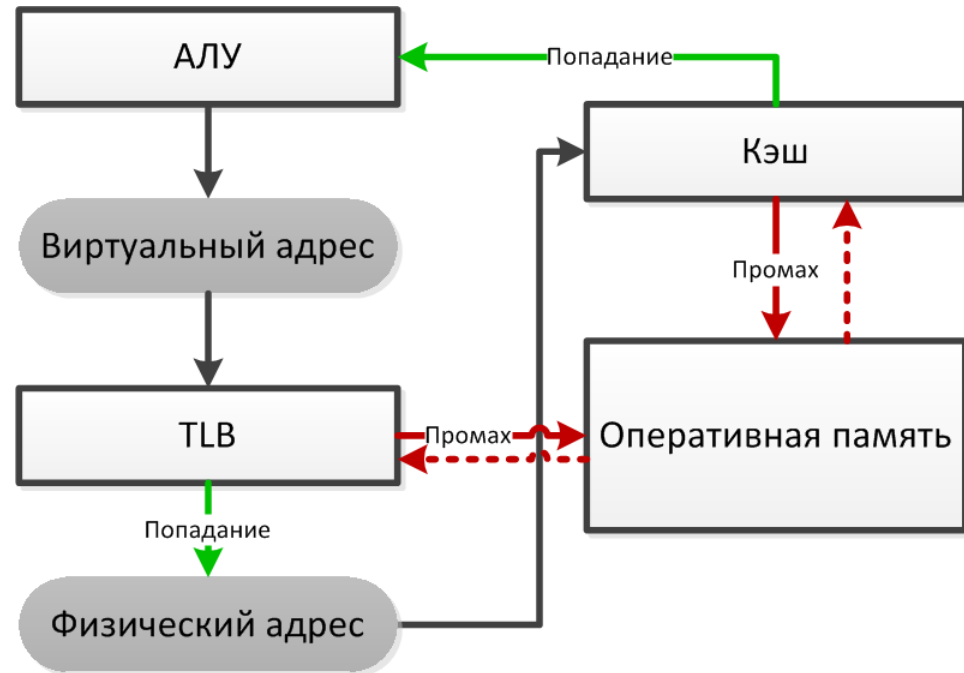 АЛУ
Попадание
Кэш
Виртуальный адрес
Промах
TLB
Промах
Оперативная память
Попадание
Физический адрес